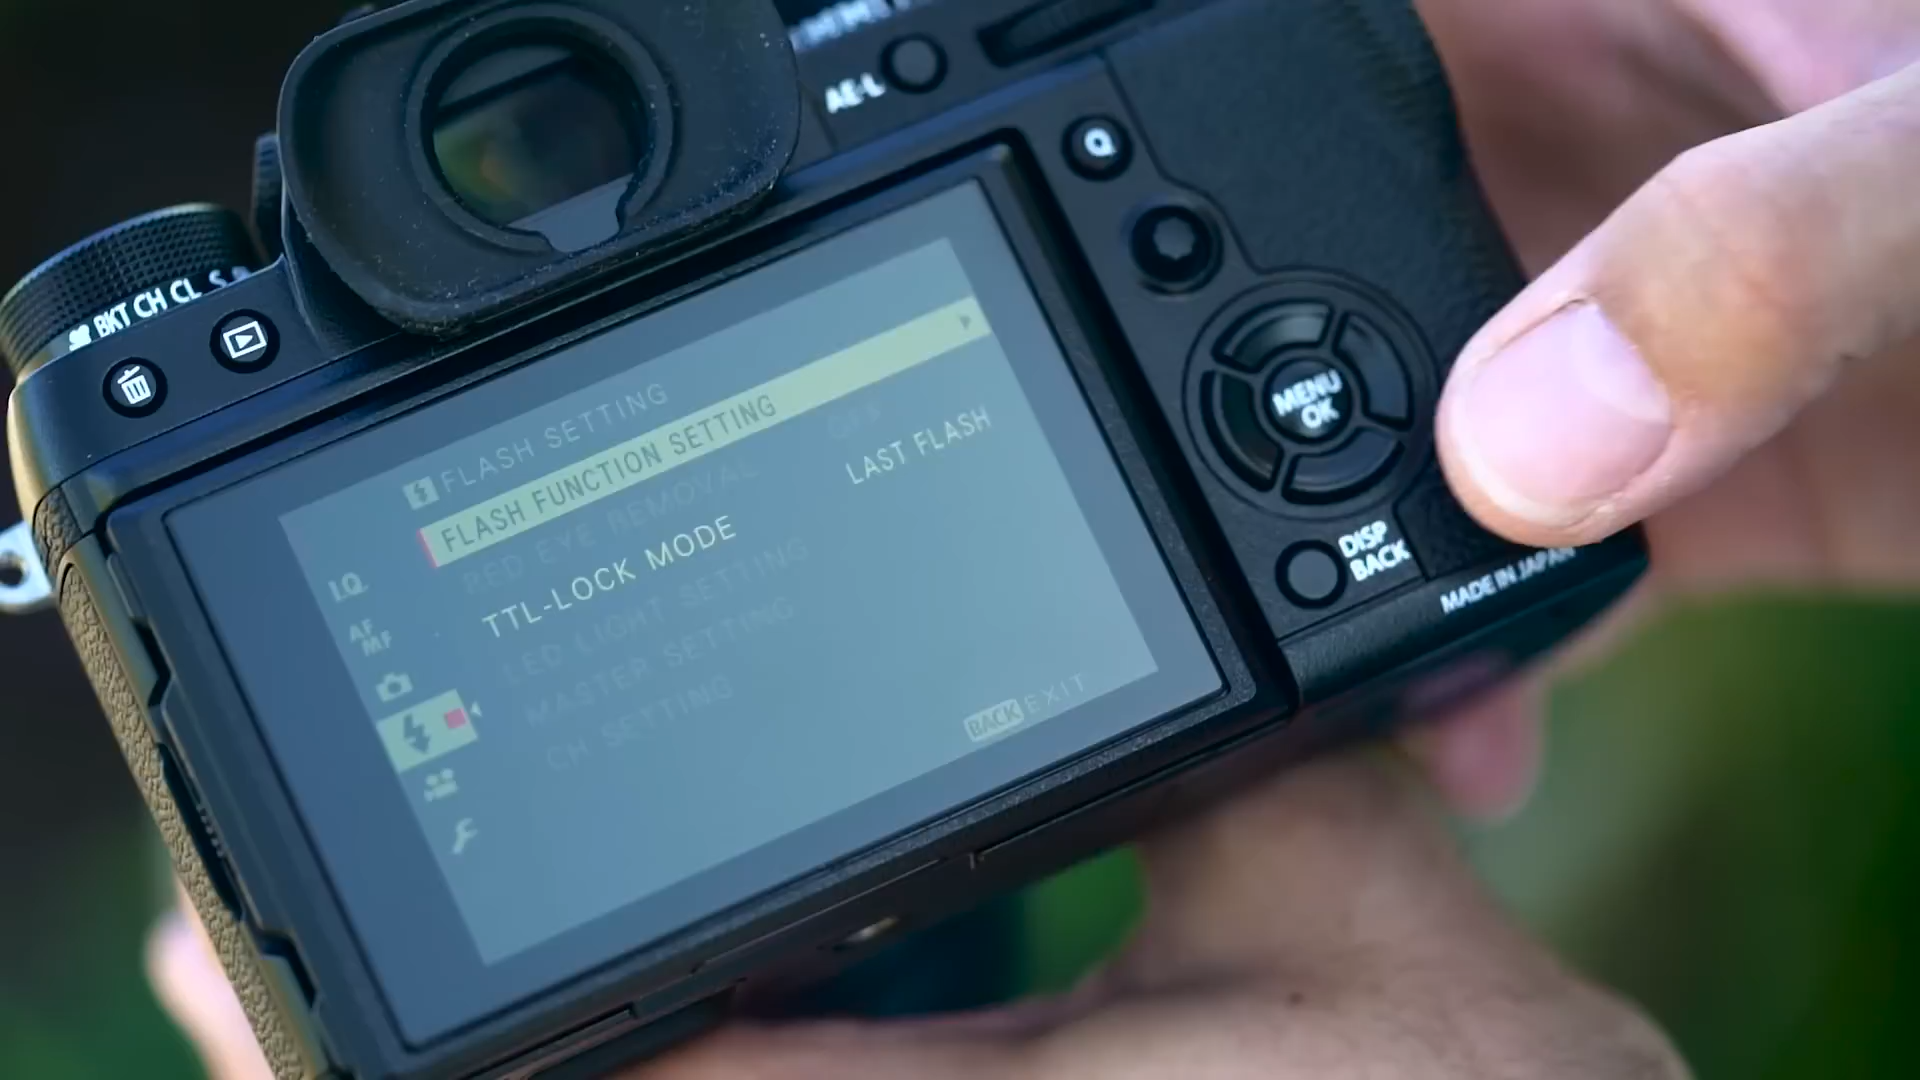 AE-L
Q
BKT CH CL S
FLASH SETTING
FLASH FUNCTION SETTING
RED EYE REMOVAL OFF
TTL-LOCK MODE LAST FLASH
LED LIGHT SETTING
MASTER SETTING
CH SETTING
I.Q.
AF
MF
BACK EXIT
MENU
OK
DISP
BACK
MADE IN JAPAN